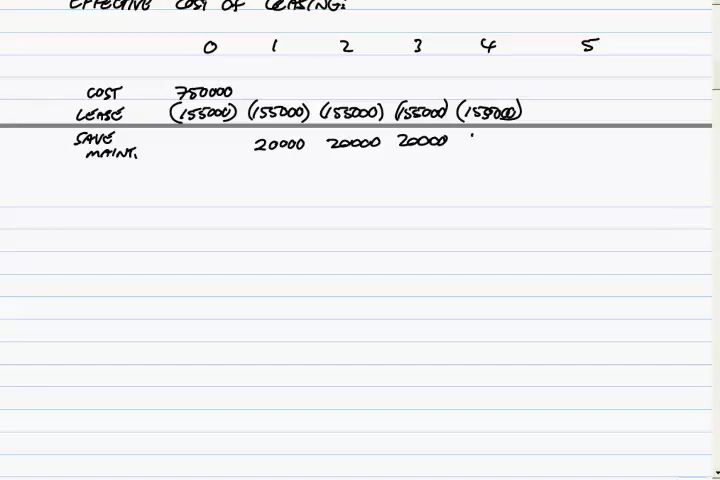 EFFECTIVE COST OF LEASING:
0 1 2 3 4 5
COST 750000
LEASE (155000) (155000) (155000) (155000) (155000)
SAVE 20000 20000 20000
MAINT.